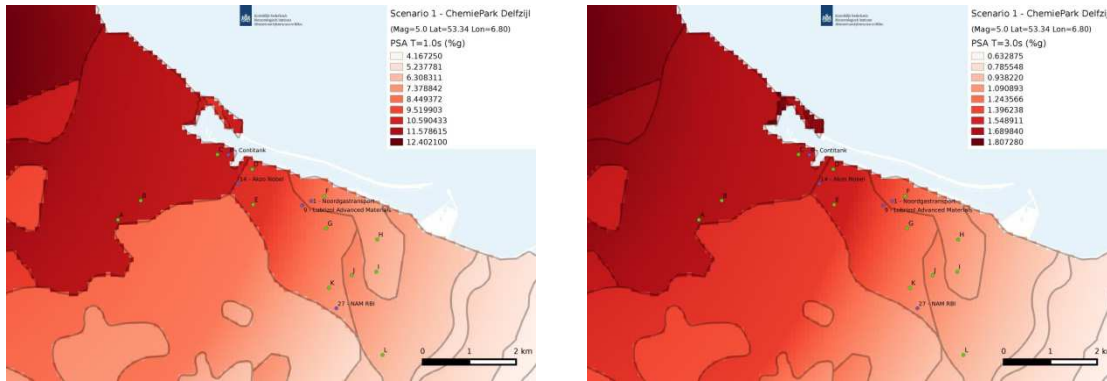 Scenario 1 - ChemiePark Delfzijl
(Mag=5.0 Lat=53.34 Lon=6.80)
PSA T=1.0s (%g)
4.167250
5.237781
6.308311
7.378842
8.449372
9.519903
10.590433
11.578615
12.402100
Contitank
D
14 - Akzo Nobel
B
E
F
1 - Noordgastransport
9 - Lubrizol Advanced Materials
A
G
H
J
I
K
27 - NAM RBI
L
0 1 2 km
Scenario 1 - ChemiePark Delfzijl
(Mag=5.0 Lat=53.34 Lon=6.80)
PSA T=3.0s (%g)
0.632875
0.785548
0.938220
1.090893
1.243566
1.396238
1.548911
1.689840
1.807280
Contitank
D
14 - Akzo Nobel
B
E
F
1 - Noordgastransport
9 - Lubrizol Advanced Materials
A
G
H
J
I
K
27 - NAM RBI
L
0 1 2 km